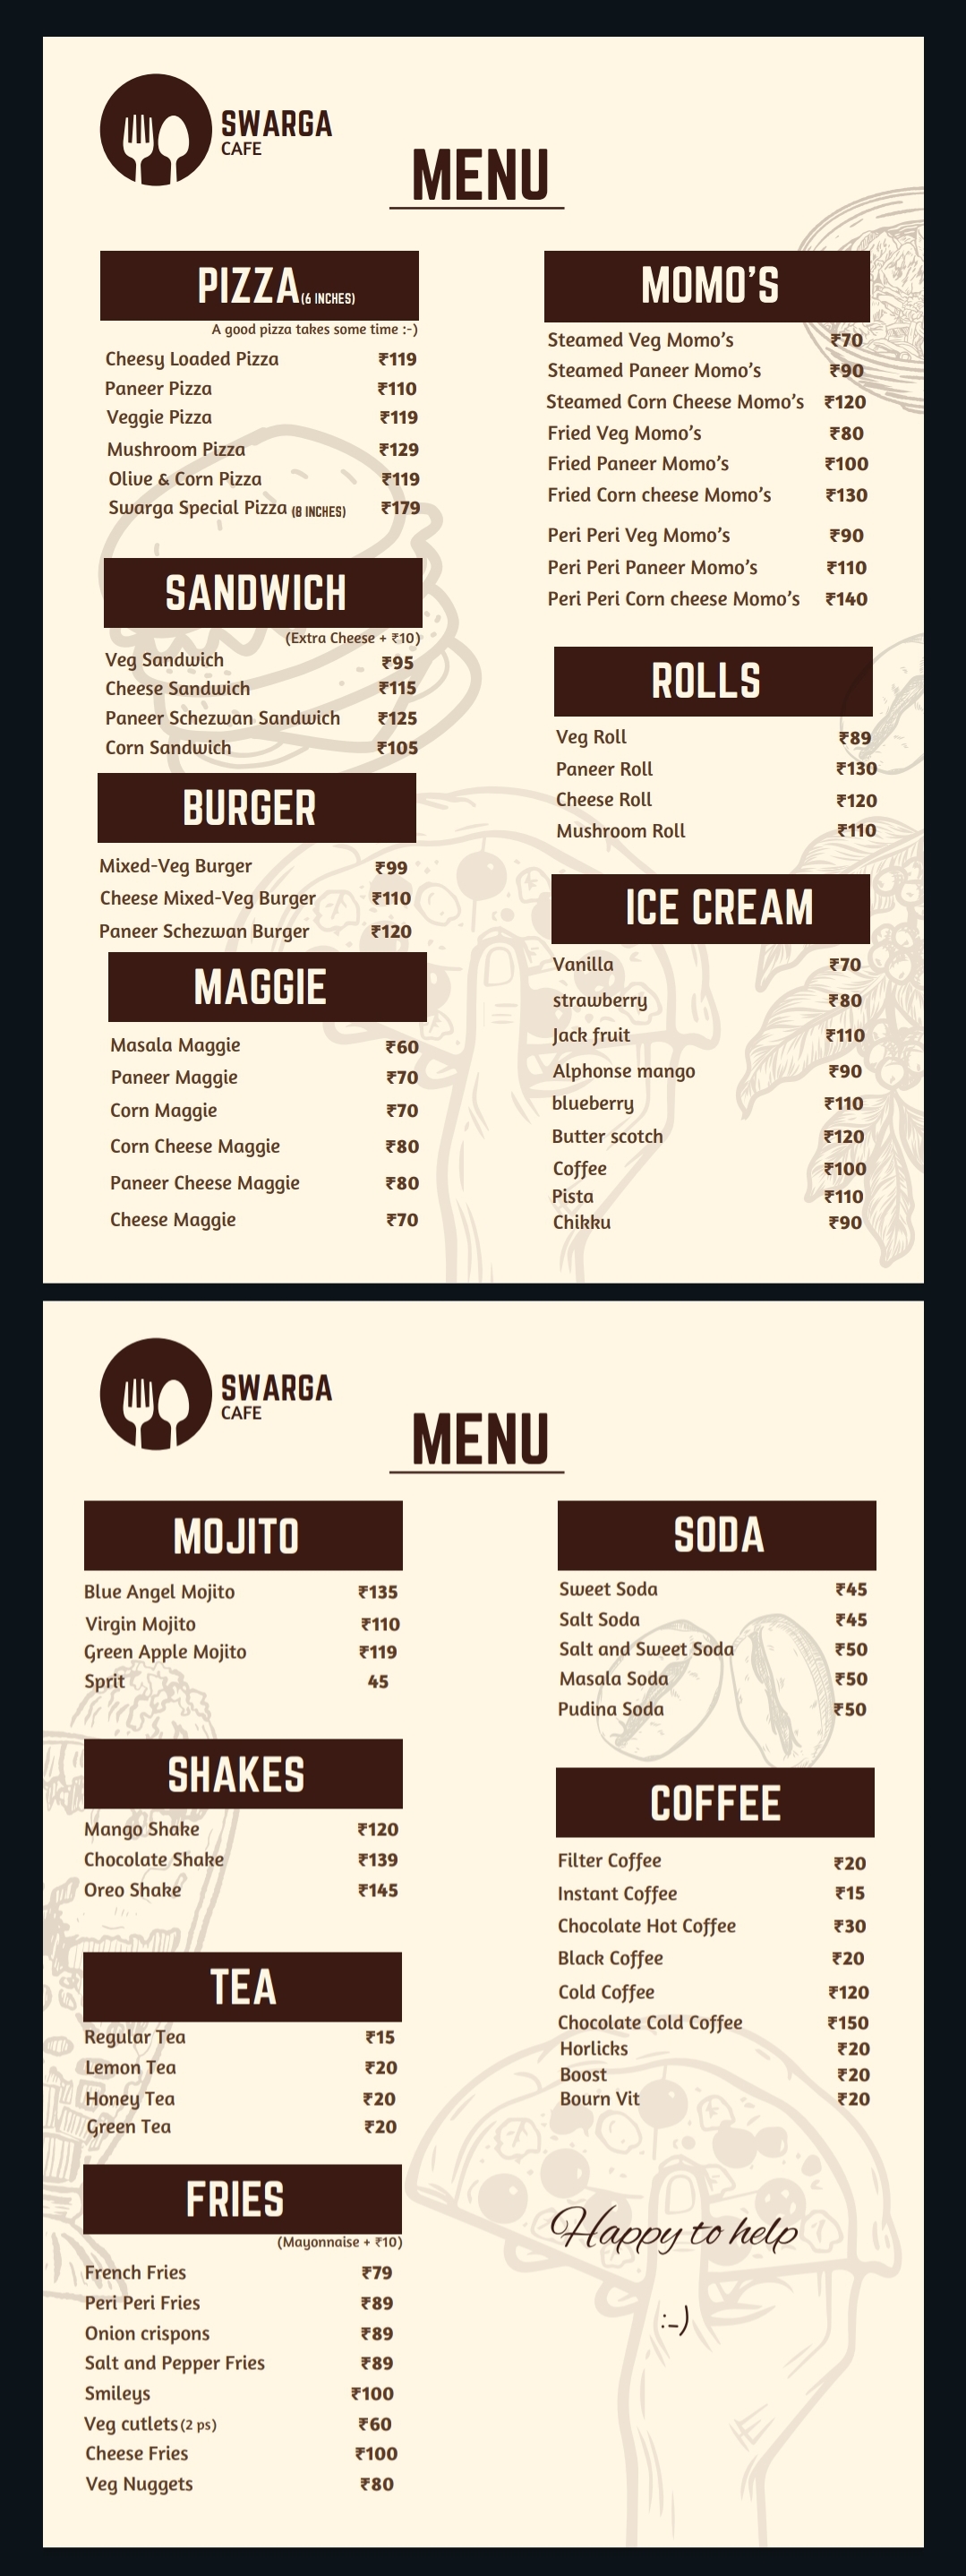 SWARGA
CAFE
MENU
PIZZA(6 INCHES)
A good pizza takes some time :-)
Cheesy Loaded Pizza ₹119
Paneer Pizza ₹110
Veggie Pizza ₹119
Mushroom Pizza ₹129
Olive & Corn Pizza ₹119
Swarga Special Pizza (8 INCHES) ₹179
SANDWICH
(Extra Cheese + ₹10)
Veg Sandwich ₹95
Cheese Sandwich ₹115
Paneer Schezwan Sandwich ₹125
Corn Sandwich ₹105
BURGER
Mixed-Veg Burger ₹99
Cheese Mixed-Veg Burger ₹110
Paneer Schezwan Burger ₹120
MAGGIE
Masala Maggie ₹60
Paneer Maggie ₹70
Corn Maggie ₹70
Corn Cheese Maggie ₹80
Paneer Cheese Maggie ₹80
Cheese Maggie ₹70
MOMO’S
Steamed Veg Momo’s ₹70
Steamed Paneer Momo’s ₹90
Steamed Corn Cheese Momo’s ₹120
Fried Veg Momo’s ₹80
Fried Paneer Momo’s ₹100
Fried Corn cheese Momo’s ₹130
Peri Peri Veg Momo’s ₹90
Peri Peri Paneer Momo’s ₹110
Peri Peri Corn cheese Momo’s ₹140
ROLLS
Veg Roll ₹89
Paneer Roll ₹130
Cheese Roll ₹120
Mushroom Roll ₹110
ICE CREAM
Vanilla ₹70
strawberry ₹80
Jack fruit ₹110
Alphonse mango ₹90
blueberry ₹110
Butter scotch ₹120
Coffee ₹100
Pista ₹110
Chikku ₹90
SWARGA
CAFE
MENU
MOJITO
Blue Angel Mojito ₹135
Virgin Mojito ₹110
Green Apple Mojito ₹119
Sprit 45
SHAKES
Mango Shake ₹120
Chocolate Shake ₹139
Oreo Shake ₹145
TEA
Regular Tea ₹15
Lemon Tea ₹20
Honey Tea ₹20
Green Tea ₹20
FRIES
(Mayonnaise + ₹10)
French Fries ₹79
Peri Peri Fries ₹89
Onion crispons ₹89
Salt and Pepper Fries ₹89
Smileys ₹100
Veg cutlets(2 ps) ₹60
Cheese Fries ₹100
Veg Nuggets ₹80
SODA
Sweet Soda ₹45
Salt Soda ₹45
Salt and Sweet Soda ₹50
Masala Soda ₹50
Pudina Soda ₹50
COFFEE
Filter Coffee ₹20
Instant Coffee ₹15
Chocolate Hot Coffee ₹30
Black Coffee ₹20
Cold Coffee ₹120
Chocolate Cold Coffee ₹150
Horlicks ₹20
Boost ₹20
Bourn Vit ₹20
Happy to help
:-)